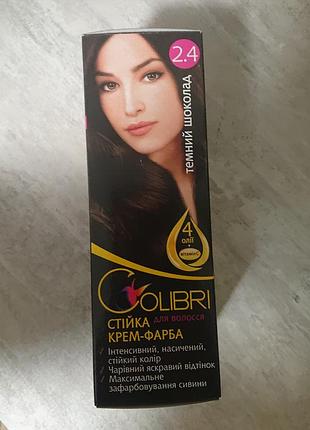 2.4
темний шоколад
4
олії
+
вітамін С
COLIBRI
СТІЙКА для волосся
КРЕМ-ФАРБА
✓ Інтенсивний, насичений,
стійкий колір
✓ Чарівний яскравий відтінок
✓ Максимальне
зафарбовування сивини